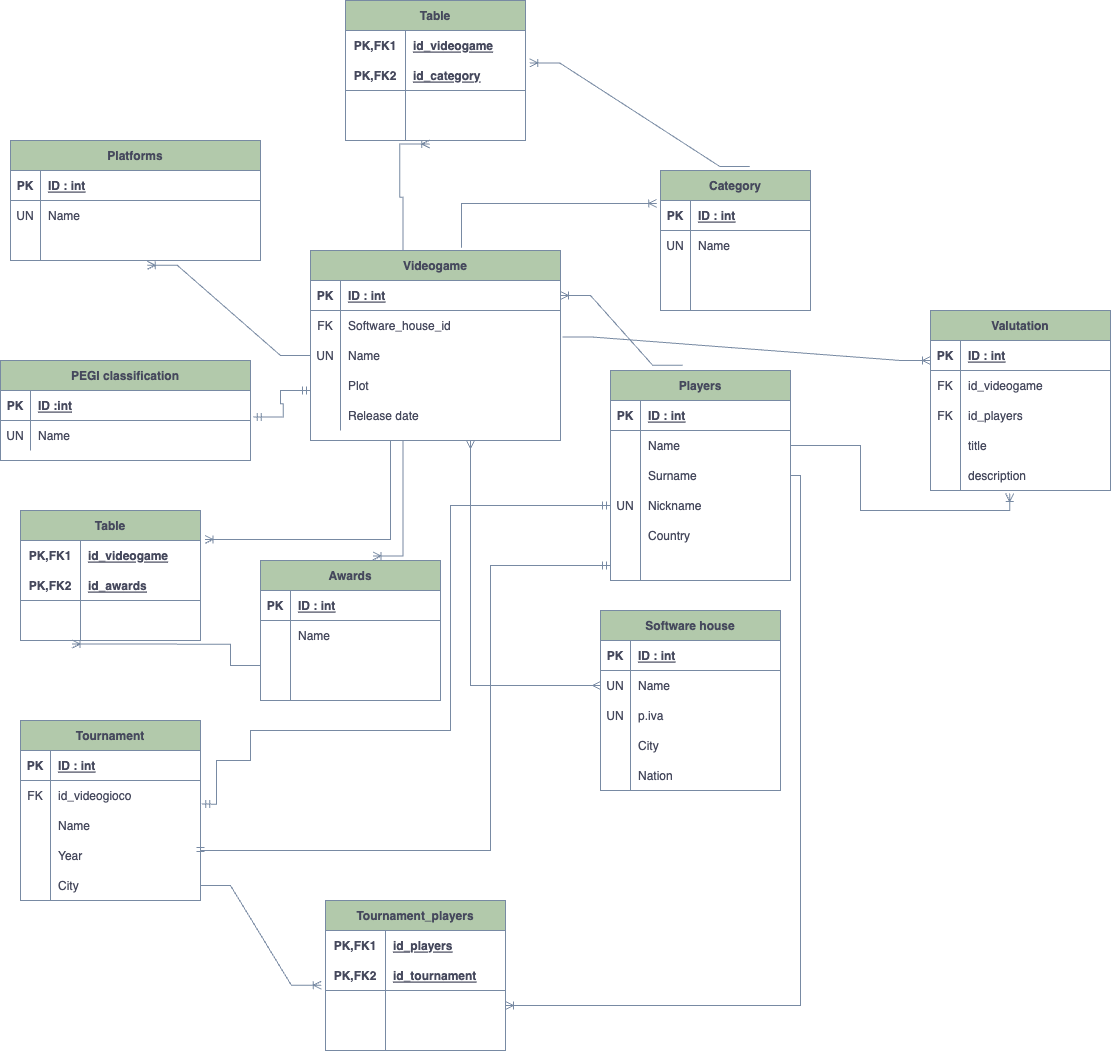 Table
PK,FK1 id_videogame
PK,FK2 id_category
Platforms
PK ID : int
UN Name
Category
PK ID : int
UN Name
Videogame
PK ID : int
FK Software_house_id
UN Name
Plot
Release date
Valutation
PK ID : int
FK id_videogame
FK id_players
title
description
PEGI classification
PK ID :int
UN Name
Players
PK ID : int
Name
Surname
UN Nickname
Country
Table
PK,FK1 id_videogame
PK,FK2 id_awards
Awards
PK ID : int
Name
Software house
PK ID : int
UN Name
UN p.iva
City
Nation
Tournament
PK ID : int
FK id_videogioco
Name
Year
City
Tournament_players
PK,FK1 id_players
PK,FK2 id_tournament